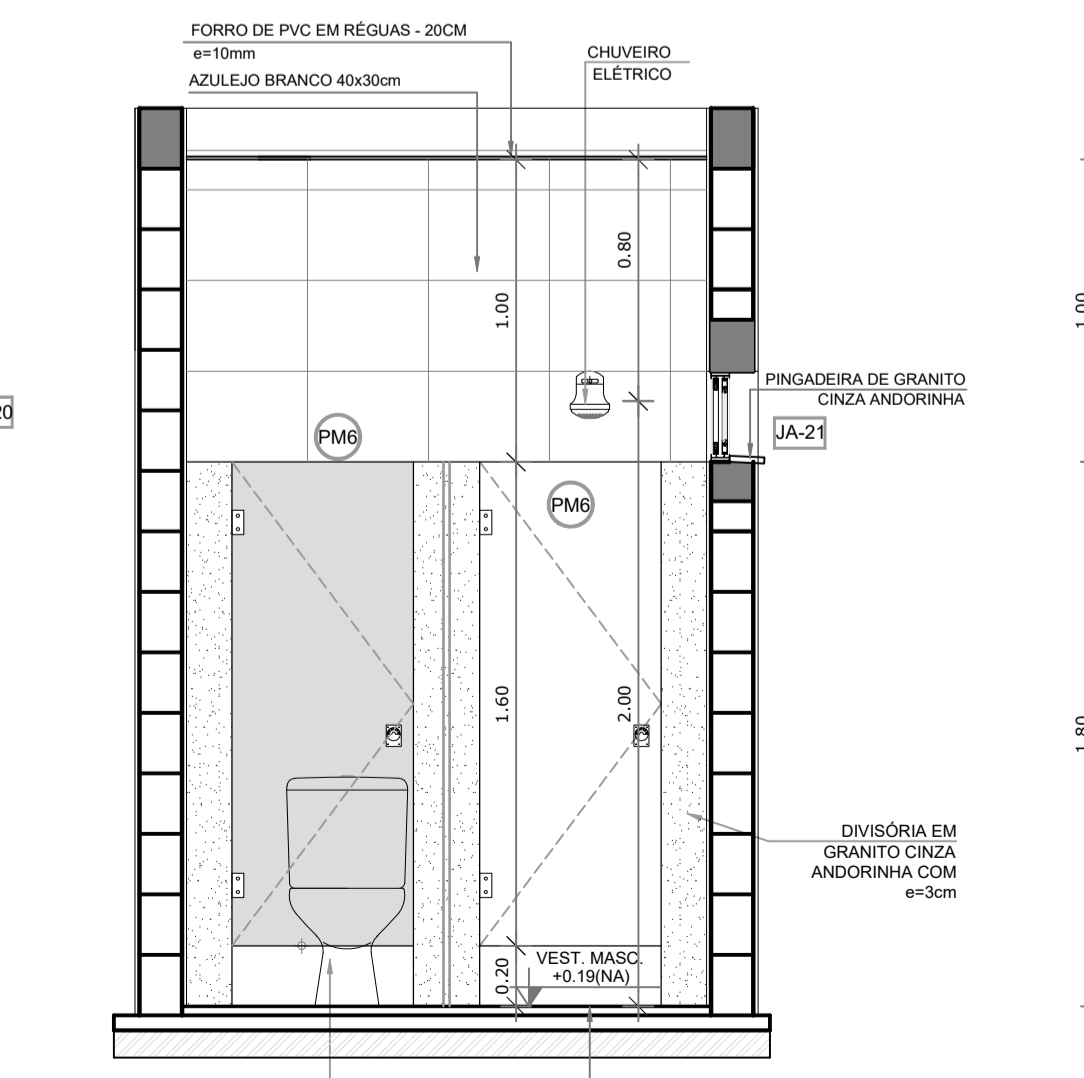 FORRO DE PVC EM RÉGUAS - 20CM
e=10mm
AZULEJO BRANCO 40x30cm
CHUVEIRO
ELÉTRICO
0.80
1.00
1.00
PINGADEIRA DE GRANITO
CINZA ANDORINHA
20
JA-21
PM6
PM6
1.60
2.00
1.80
DIVISÓRIA EM
GRANITO CINZA
ANDORINHA COM
e=3cm
0.20
VEST. MASC.
+0.19(NA)